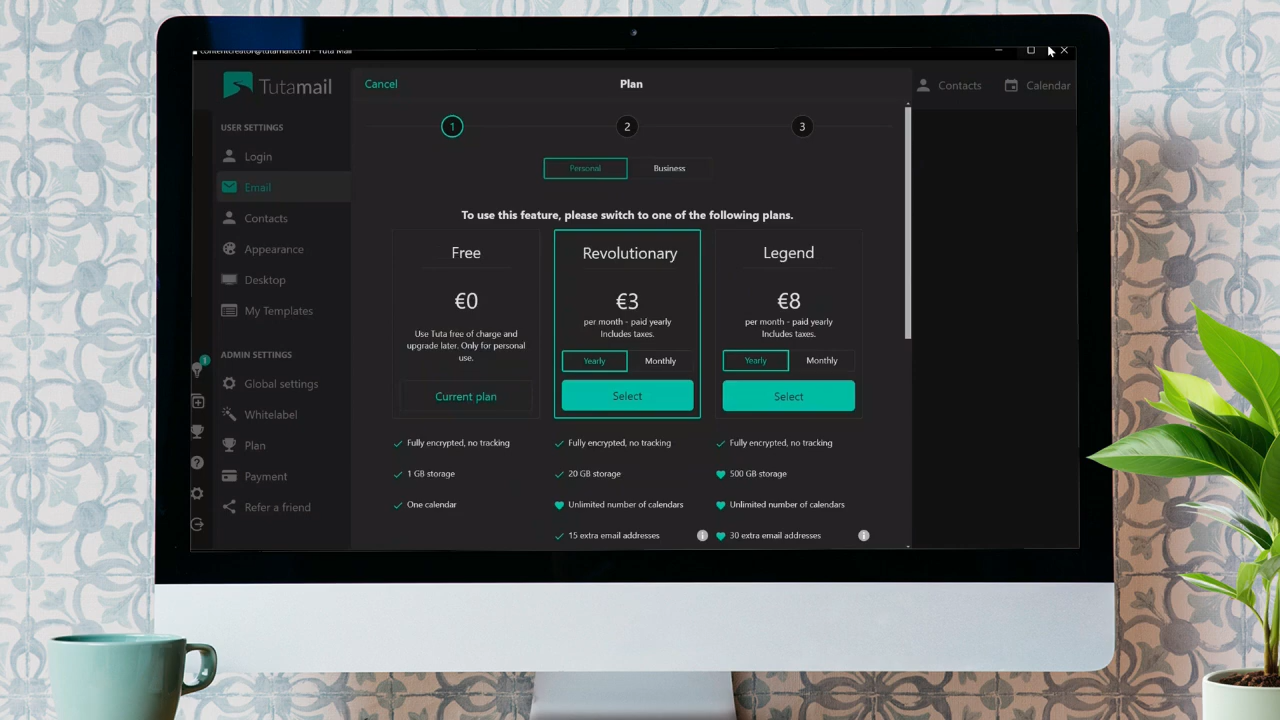 contentcreator@tutamail.com - Tuta Mail
Tutamail
Cancel
Plan
Contacts
Calendar
USER SETTINGS
Login
Email
Contacts
Appearance
Desktop
My Templates
ADMIN SETTINGS
1
Global settings
Whitelabel
Plan
Payment
Refer a friend
1
2
3
Personal
Business
To use this feature, please switch to one of the following plans.
Free
€0
Use Tuta free of charge and
upgrade later. Only for personal
use.
Current plan
Fully encrypted, no tracking
1 GB storage
One calendar
Revolutionary
€3
per month - paid yearly
Includes taxes.
Yearly
Monthly
Select
Fully encrypted, no tracking
20 GB storage
Unlimited number of calendars
15 extra email addresses
Legend
€8
per month - paid yearly
Includes taxes.
Yearly
Monthly
Select
Fully encrypted, no tracking
500 GB storage
Unlimited number of calendars
30 extra email addresses